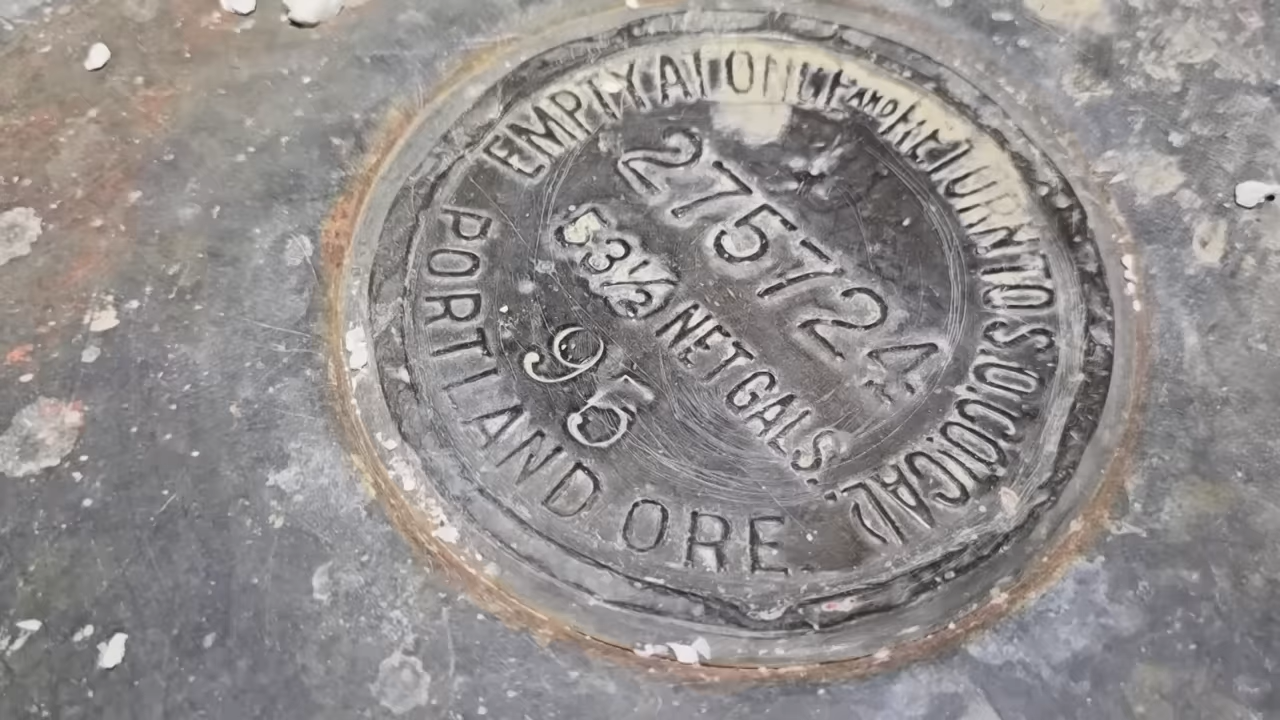 EMPTY AT ONCE AND RETURN TO S.O.CO.(CAL)
275724
53½ NET GALS.
95
PORTLAND ORE.